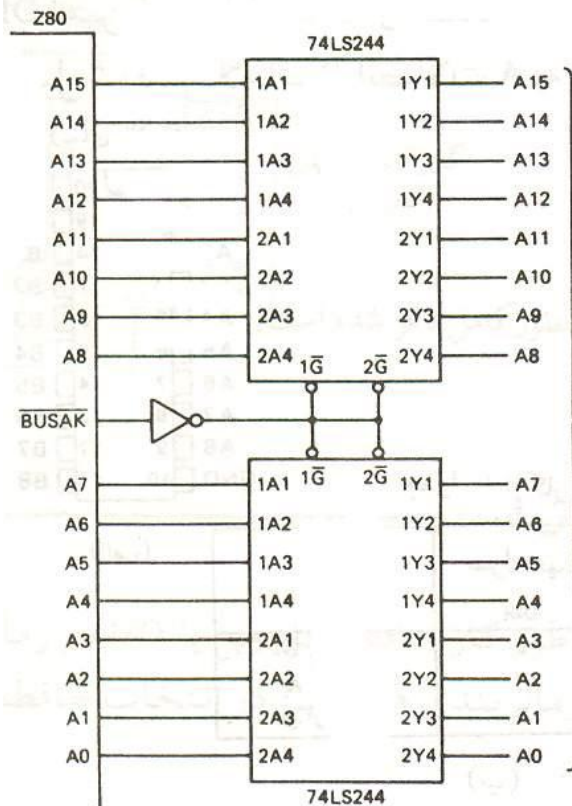 Z80
74LS244
A15 1A1 1Y1 A15
A14 1A2 1Y2 A14
A13 1A3 1Y3 A13
A12 1A4 1Y4 A12
A11 2A1 2Y1 A11
A10 2A2 2Y2 A10
A9 2A3 2Y3 A9
A8 2A4 2Y4 A8
1G̅ 2G̅
B̅U̅S̅A̅K̅
1G̅ 2G̅
A7 1A1 1Y1 A7
A6 1A2 1Y2 A6
A5 1A3 1Y3 A5
A4 1A4 1Y4 A4
A3 2A1 2Y1 A3
A2 2A2 2Y2 A2
A1 2A3 2Y3 A1
A0 2A4 2Y4 A0
74LS244